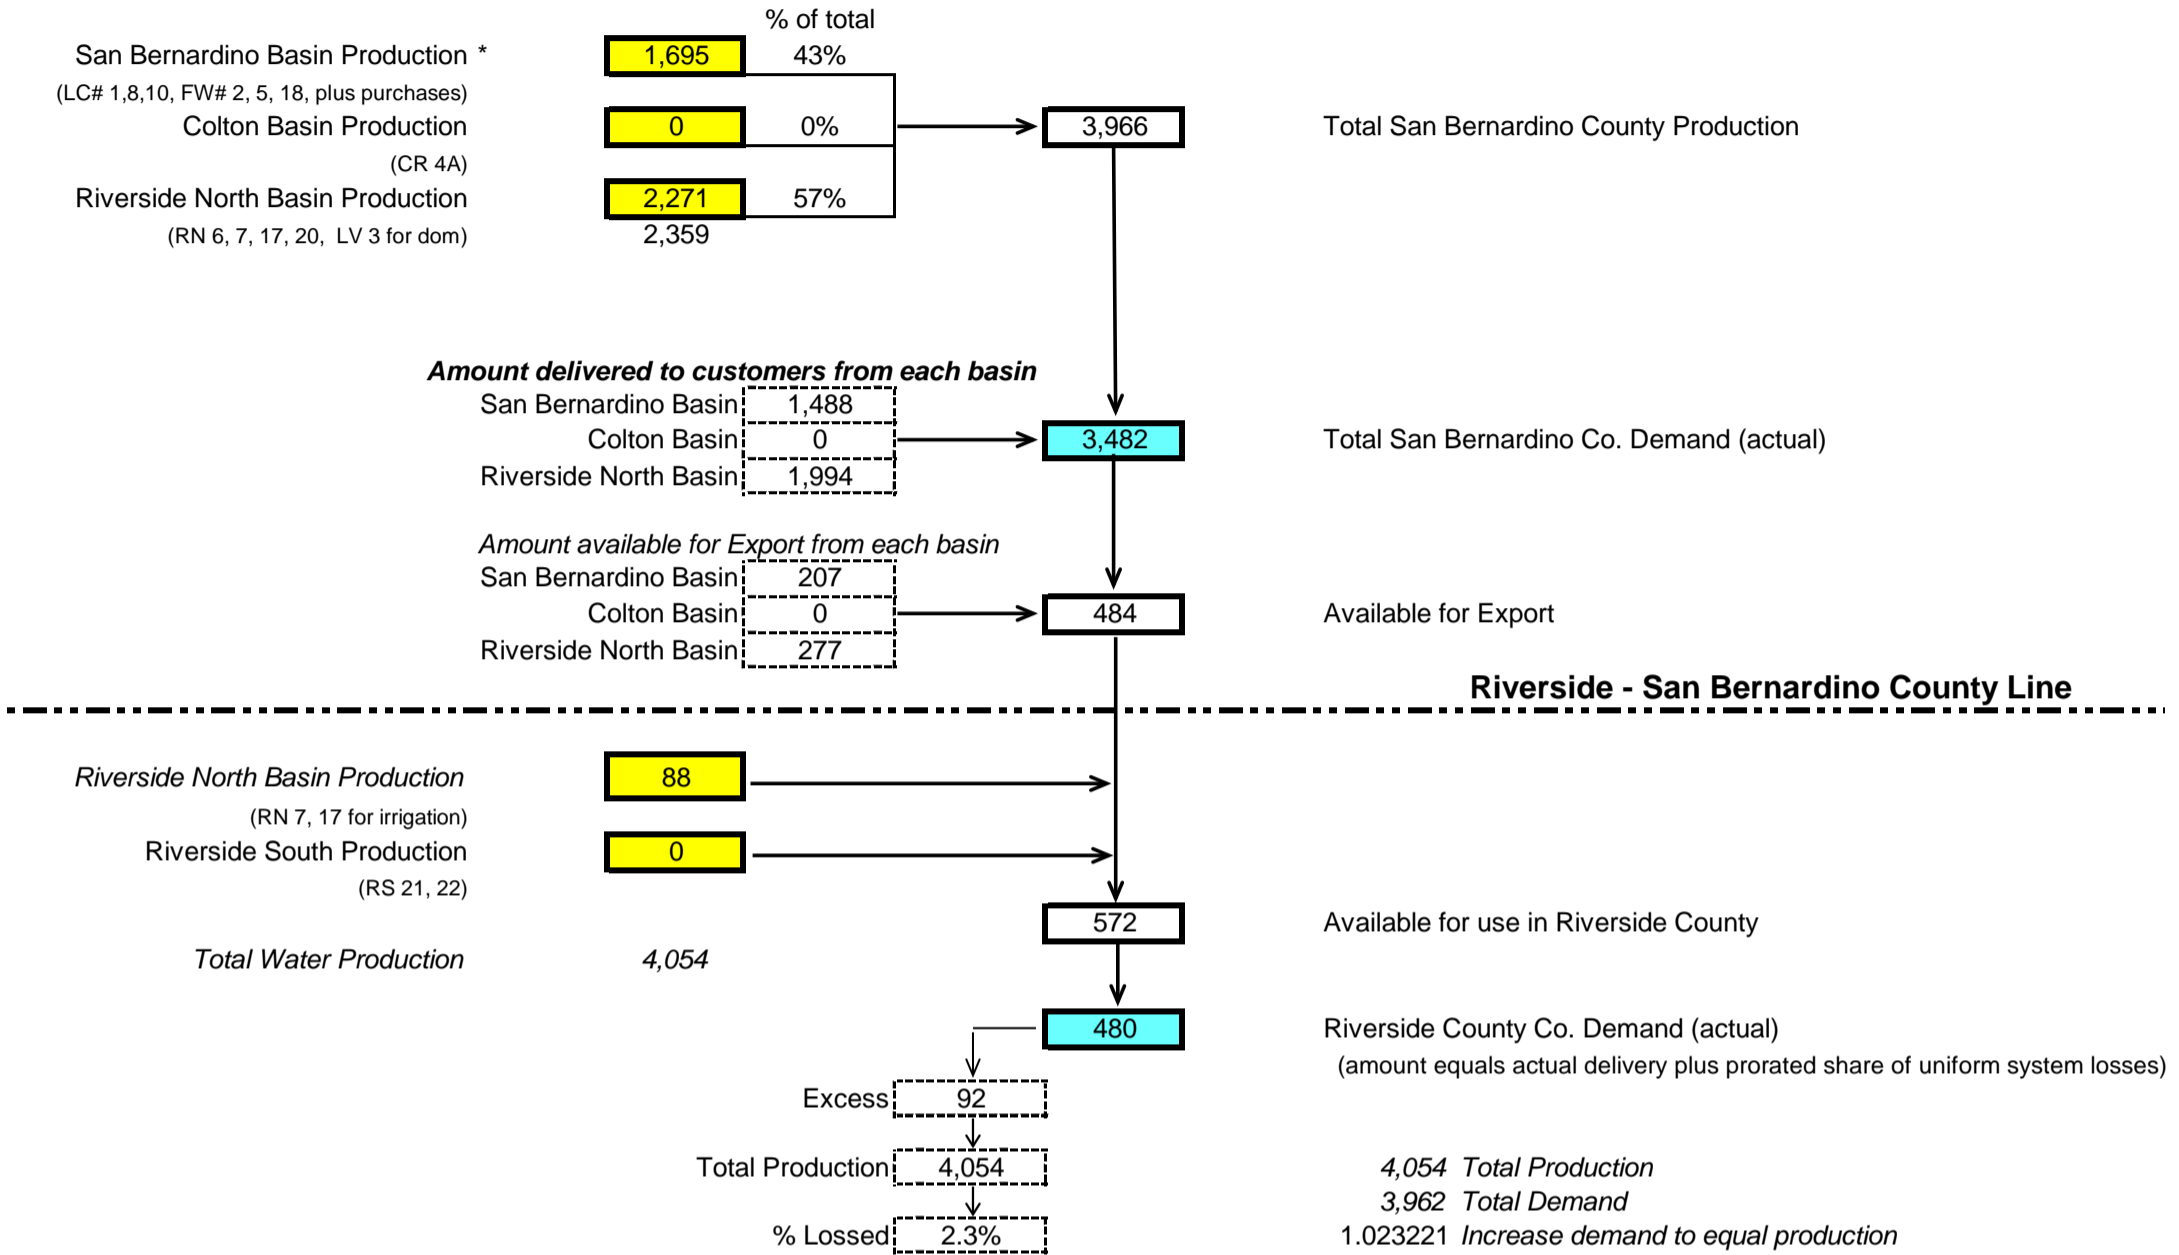 % of total
San Bernardino Basin Production * 1,695 43%
(LC# 1,8,10, FW# 2, 5, 18, plus purchases)
Colton Basin Production 0 0% 3,966 Total San Bernardino County Production
(CR 4A)
Riverside North Basin Production 2,271 57%
(RN 6, 7, 17, 20, LV 3 for dom) 2,359
Amount delivered to customers from each basin
San Bernardino Basin 1,488
Colton Basin 0 3,482 Total San Bernardino Co. Demand (actual)
Riverside North Basin 1,994
Amount available for Export from each basin
San Bernardino Basin 207
Colton Basin 0 484 Available for Export
Riverside North Basin 277
Riverside - San Bernardino County Line
Riverside North Basin Production 88
(RN 7, 17 for irrigation)
Riverside South Production 0
(RS 21, 22)
572 Available for use in Riverside County
Total Water Production 4,054
480 Riverside County Co. Demand (actual)
(amount equals actual delivery plus prorated share of uniform system losses)
Excess 92
Total Production 4,054 4,054 Total Production
3,962 Total Demand
% Lossed 2.3% 1.023221 Increase demand to equal production